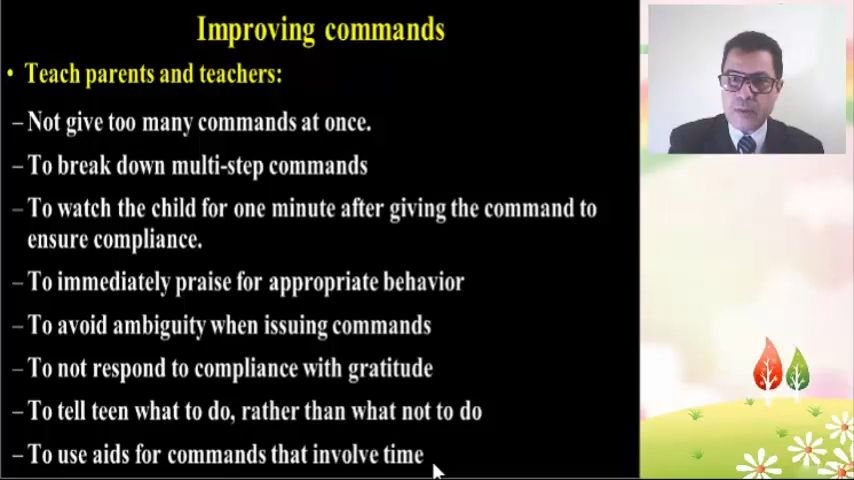 Improving commands
• Teach parents and teachers:
– Not give too many commands at once.
– To break down multi-step commands
– To watch the child for one minute after giving the command to
ensure compliance.
– To immediately praise for appropriate behavior
– To avoid ambiguity when issuing commands
– To not respond to compliance with gratitude
– To tell teen what to do, rather than what not to do
– To use aids for commands that involve time